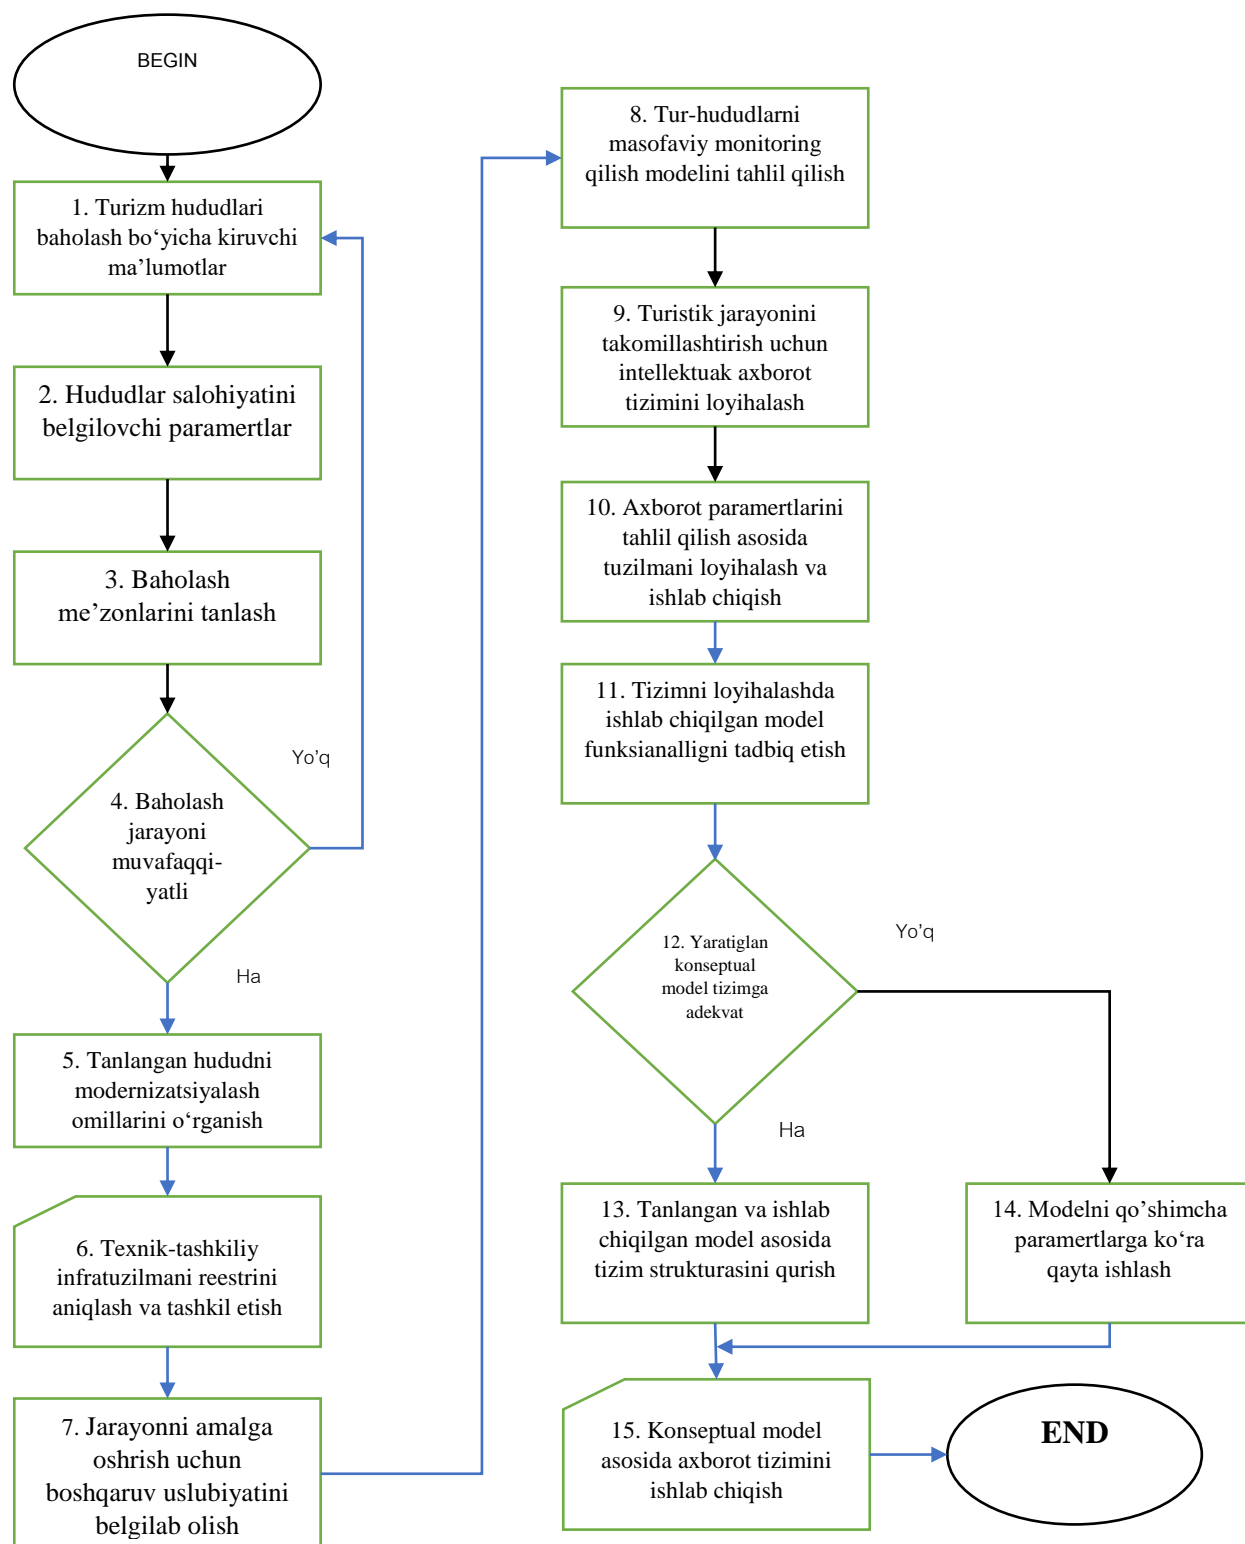 BEGIN
1. Turizm hududlari
baholash bo‘yicha kiruvchi
ma’lumotlar
2. Hududlar salohiyatini
belgilovchi paramertlar
3. Baholash
me’zonlarini tanlash
Yo’q
4. Baholash
jarayoni
muvafaqqi-
yatli
Ha
5. Tanlangan hududni
modernizatsiyalash
omillarini o‘rganish
6. Texnik-tashkiliy
infratuzilmani reestrini
aniqlash va tashkil etish
7. Jarayonni amalga
oshrish uchun
boshqaruv uslubiyatini
belgilab olish
8. Tur-hududlarni
masofaviy monitoring
qilish modelini tahlil qilish
9. Turistik jarayonini
takomillashtirish uchun
intellektuak axborot
tizimini loyihalash
10. Axborot paramertlarini
tahlil qilish asosida
tuzilmani loyihalash va
ishlab chiqish
11. Tizimni loyihalashda
ishlab chiqilgan model
funksianalligni tadbiq etish
12. Yaratiglan
konseptual
model tizimga
adekvat
Yo’q
Ha
13. Tanlangan va ishlab
chiqilgan model asosida
tizim strukturasini qurish
14. Modelni qo’shimcha
paramertlarga ko‘ra
qayta ishlash
15. Konseptual model
asosida axborot tizimini
ishlab chiqish
END